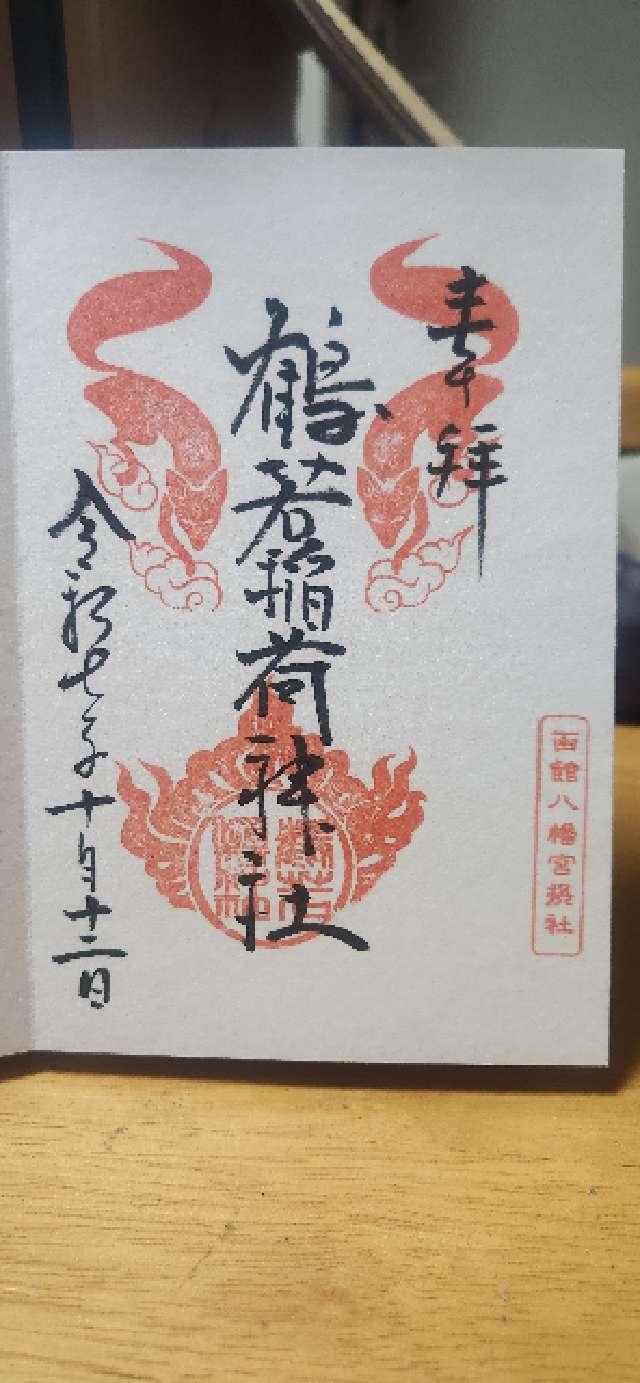 奉拝
函館八幡宮摂社
鶴若稲荷神社
令和七年十月十二日